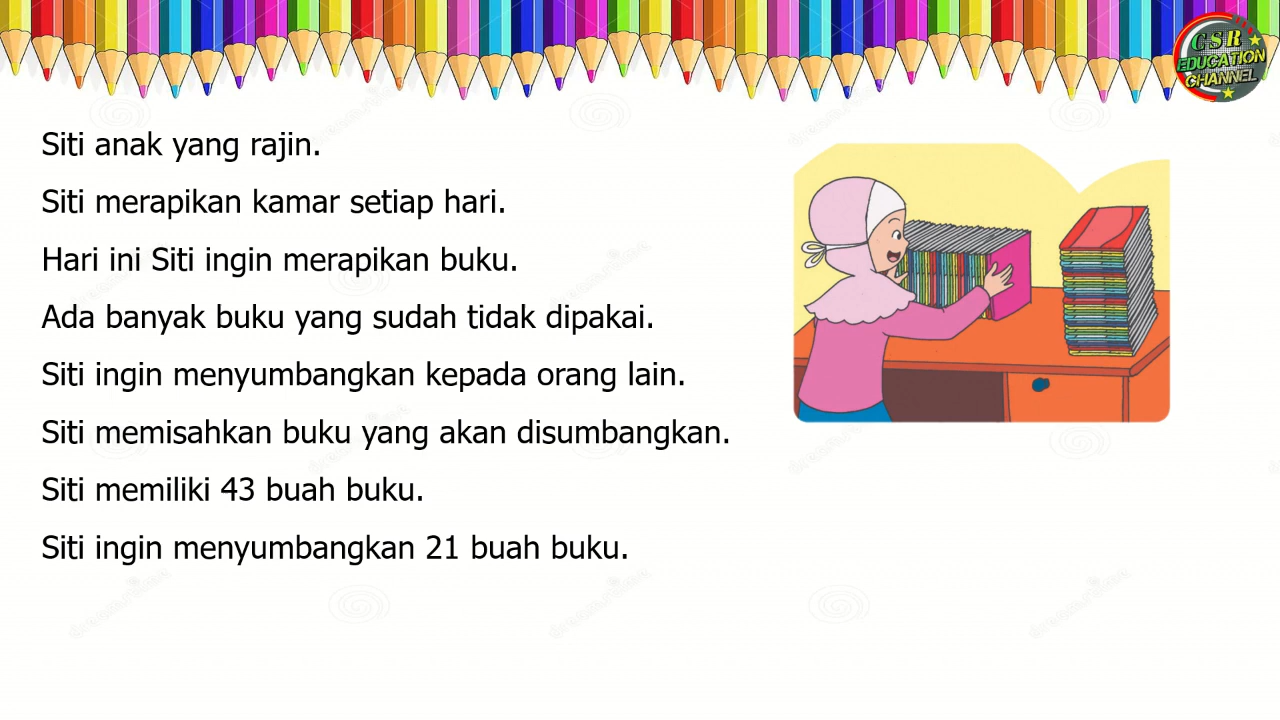 GSR
EDUCATION
CHANNEL
Siti anak yang rajin.
Siti merapikan kamar setiap hari.
Hari ini Siti ingin merapikan buku.
Ada banyak buku yang sudah tidak dipakai.
Siti ingin menyumbangkan kepada orang lain.
Siti memisahkan buku yang akan disumbangkan.
Siti memiliki 43 buah buku.
Siti ingin menyumbangkan 21 buah buku.